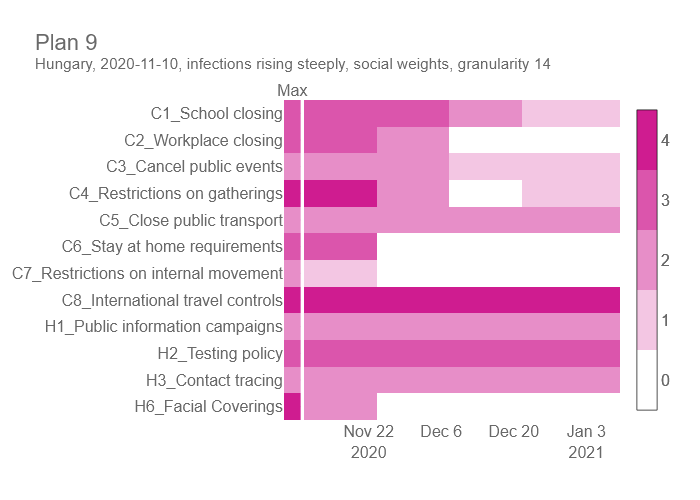 Plan 9
Hungary, 2020-11-10, infections rising steeply, social weights, granularity 14
Max
C1_School closing
C2_Workplace closing
C3_Cancel public events
C4_Restrictions on gatherings
C5_Close public transport
C6_Stay at home requirements
C7_Restrictions on internal movement
C8_International travel controls
H1_Public information campaigns
H2_Testing policy
H3_Contact tracing
H6_Facial Coverings
4
3
2
1
0
Nov 22 Dec 6 Dec 20 Jan 3
2020 2021